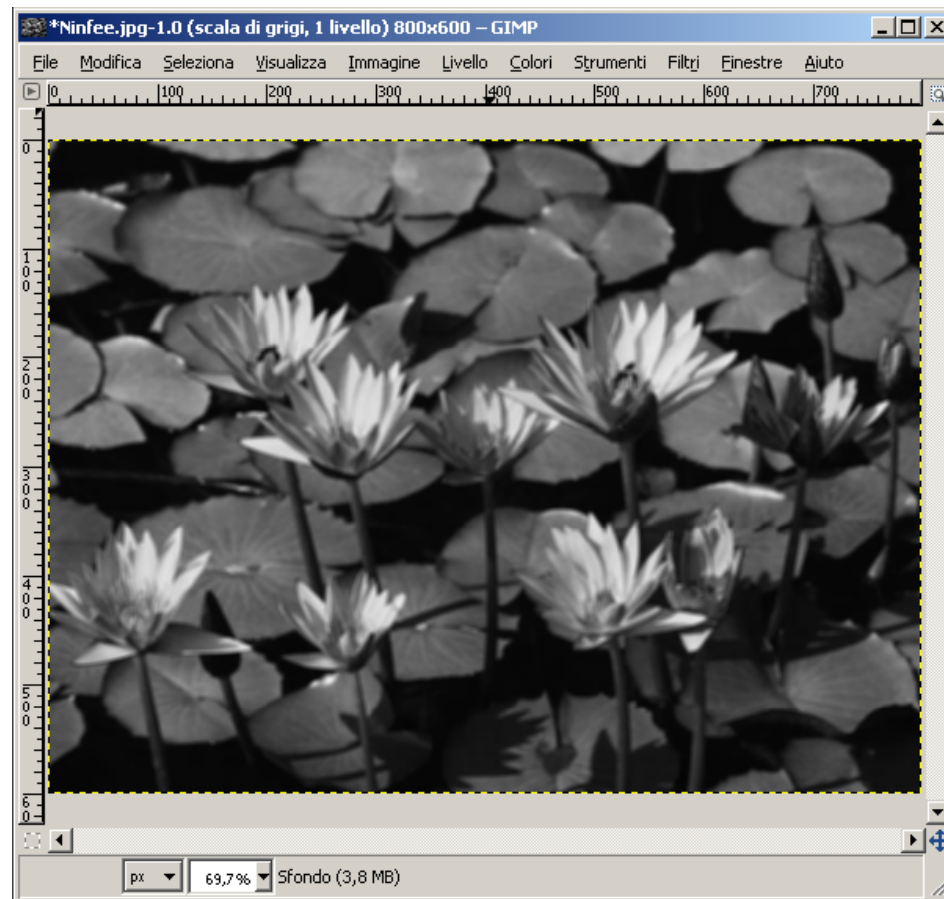 *Ninfee.jpg-1.0 (scala di grigi, 1 livello) 800x600 – GIMP
File Modifica Seleziona Visualizza Immagine Livello Colori Strumenti Filtri Finestre Aiuto
0 100 200 300 400 500 600 700
0
100
200
300
400
500
60
px 69,7% Sfondo (3,8 MB)